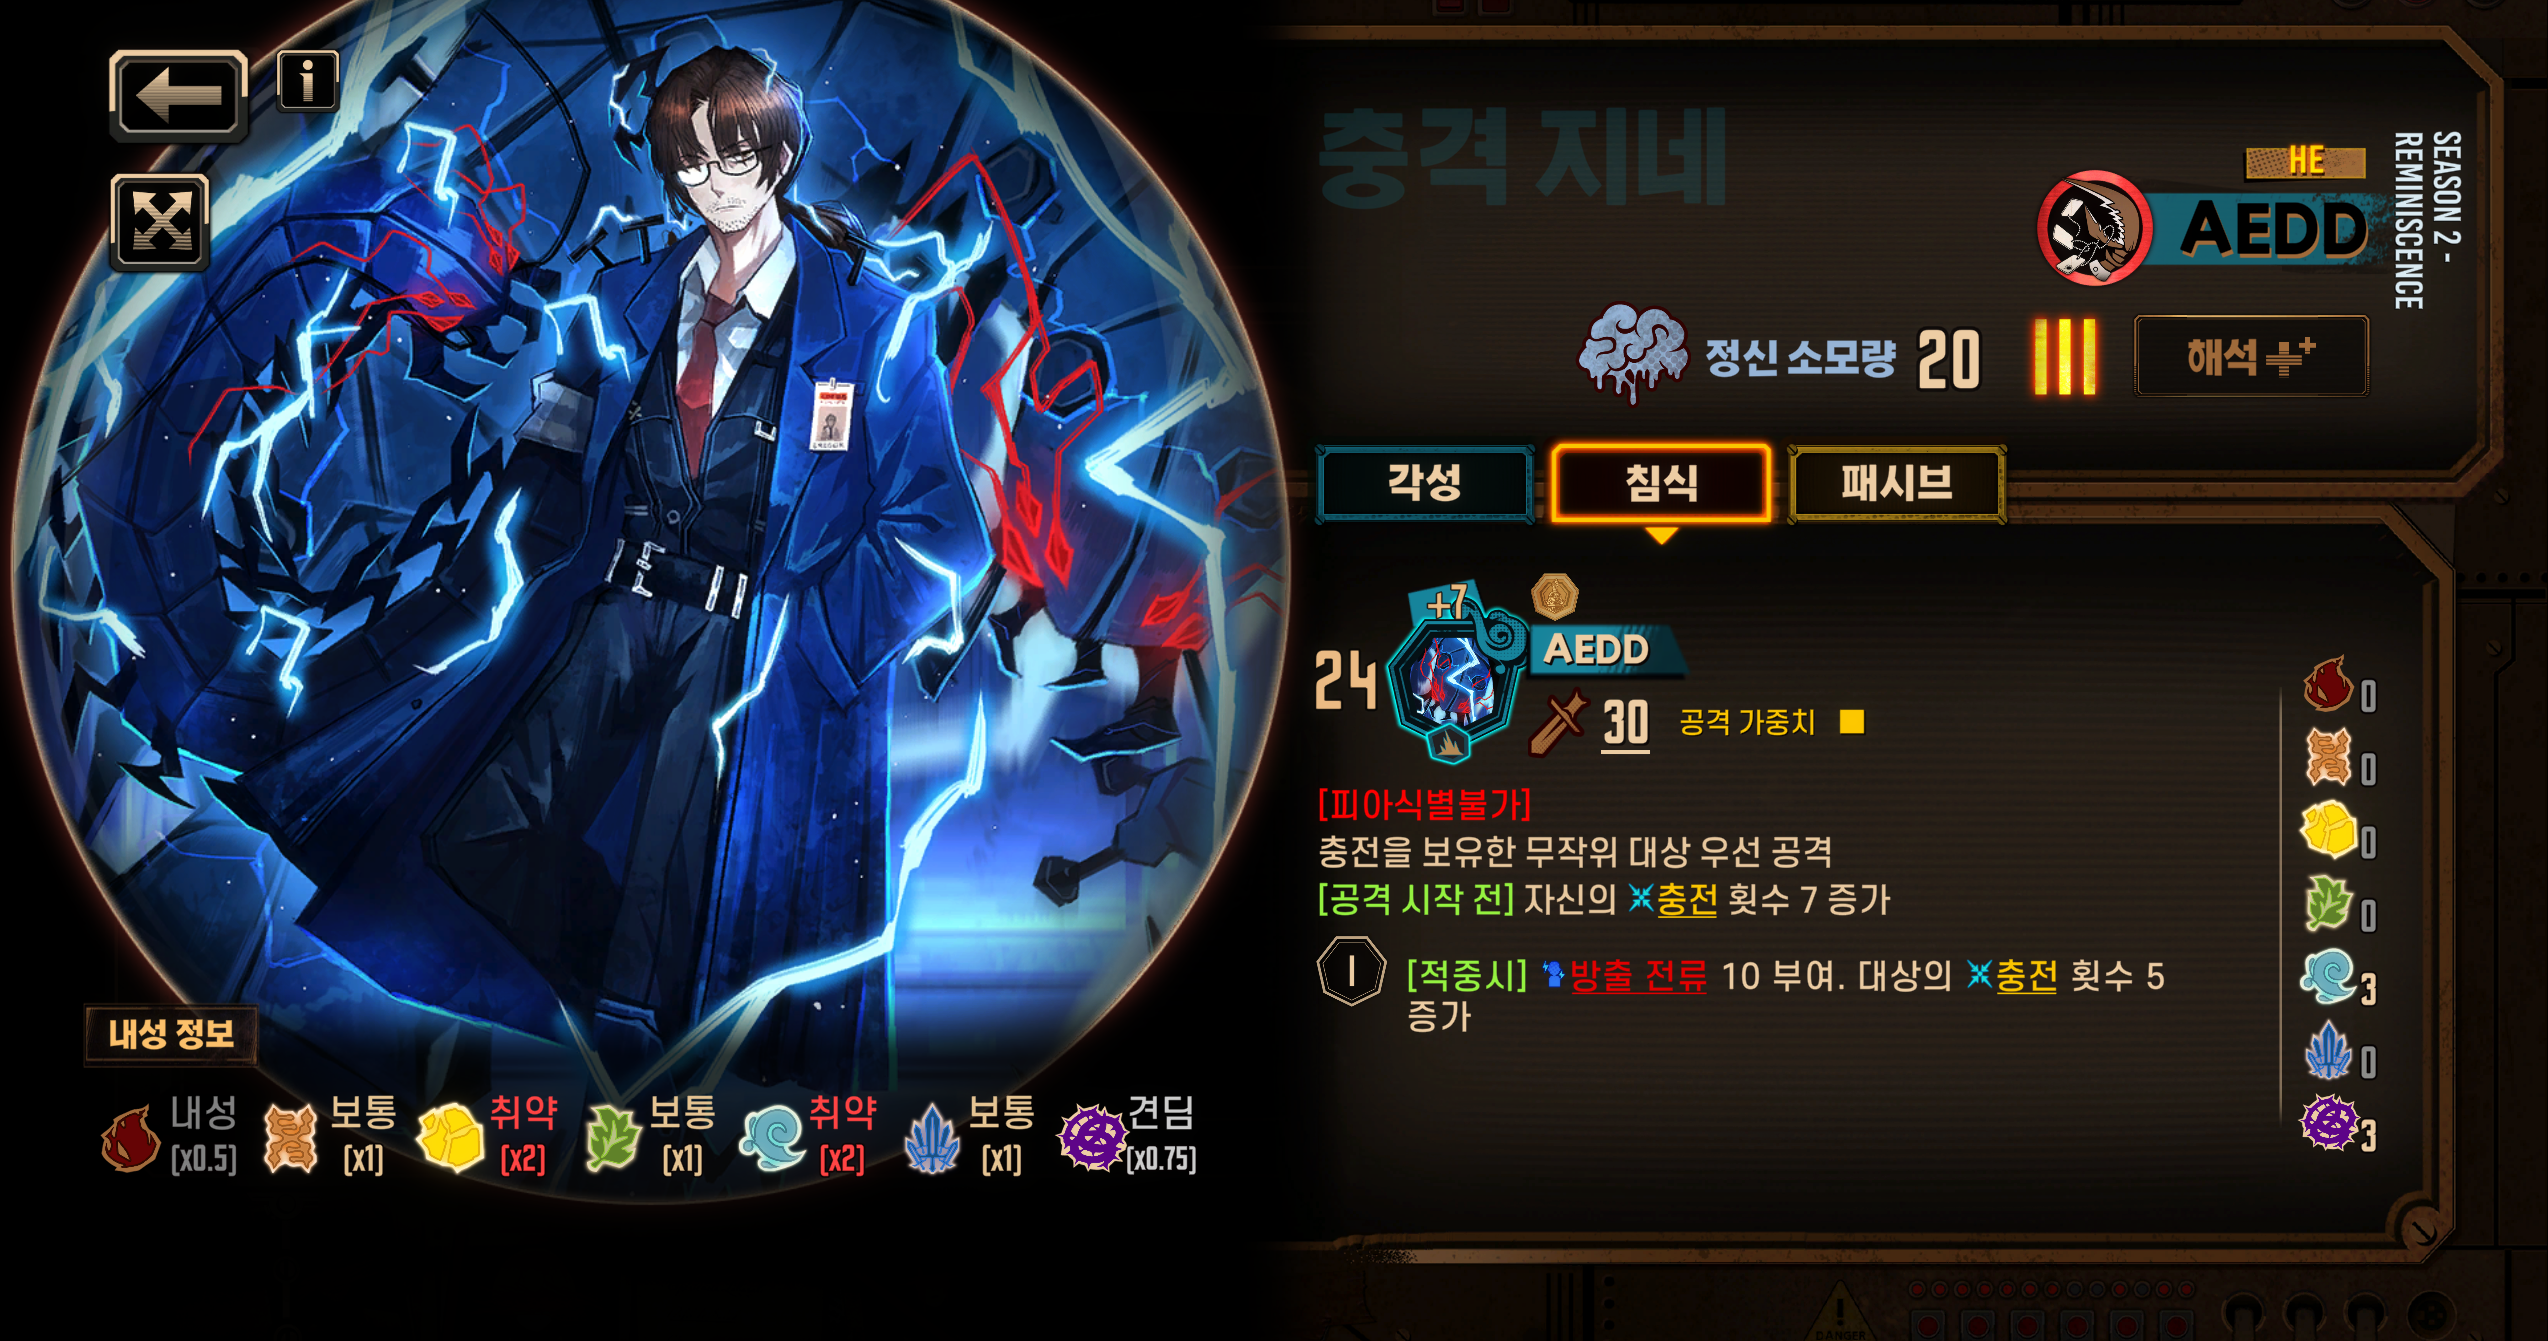 충격 지네
HE
AEDD
SEASON 2 -
REMINISCENCE
정신 소모량 20
III
해석
각성
침식
패시브
+7
24
AEDD
30 공격 가중치
[피아식별불가]
충전을 보유한 무작위 대상 우선 공격
[공격 시작 전] 자신의 충전 횟수 7 증가
I
[적중시] 방출 전류 10 부여. 대상의 충전 횟수 5
증가
0
0
0
0
3
0
3
내성 정보
내성 보통 취약 보통 취약 보통 견딤
[x0.5] [x1] [x2] [x1] [x2] [x1] [x0.75]
DANGER